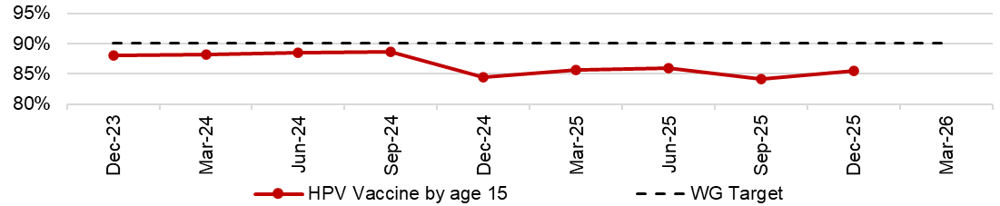 95%
90%
85%
80%
Dec-23
Mar-24
Jun-24
Sep-24
Dec-24
Mar-25
Jun-25
Sep-25
Dec-25
Mar-26
HPV Vaccine by age 15
WG Target